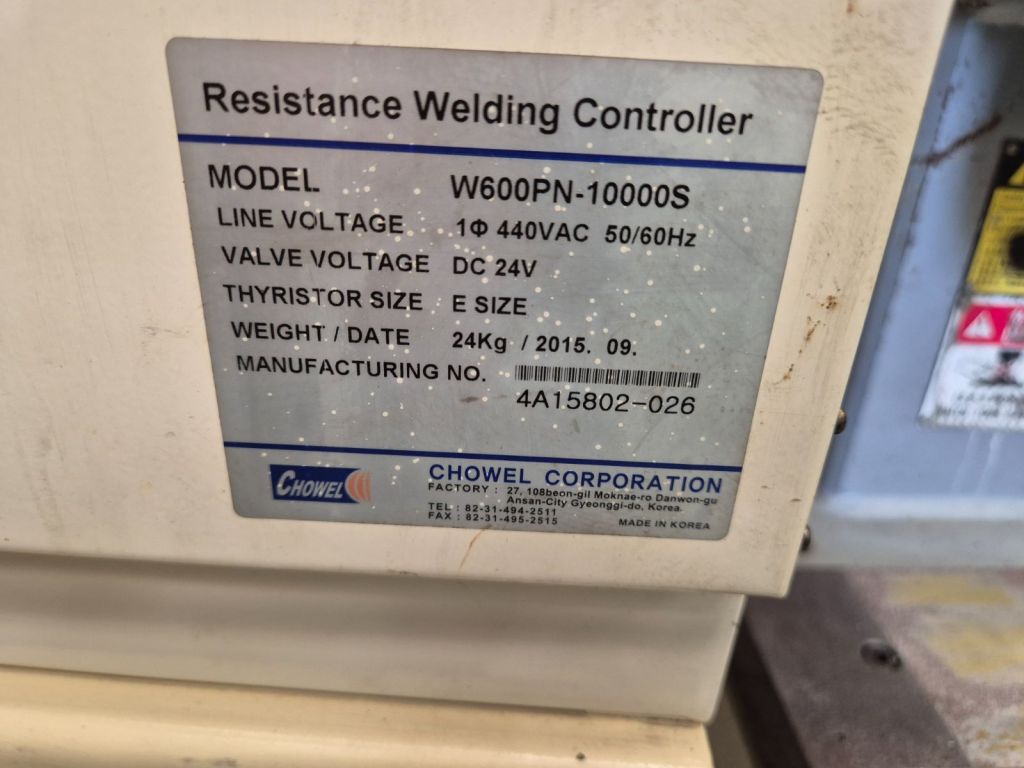 Resistance Welding Controller
MODEL W600PN-10000S
LINE VOLTAGE 1Φ 440VAC 50/60Hz
VALVE VOLTAGE DC 24V
THYRISTOR SIZE E SIZE
WEIGHT / DATE 24Kg / 2015. 09.
MANUFACTURING NO.
4A15802-026
CHOWEL
CHOWEL CORPORATION
FACTORY : 27, 108beon-gil Moknae-ro Danwon-gu
Ansan-City Gyeonggi-do, Korea.
TEL : 82-31-494-2511
FAX : 82-31-495-2515
MADE IN KOREA